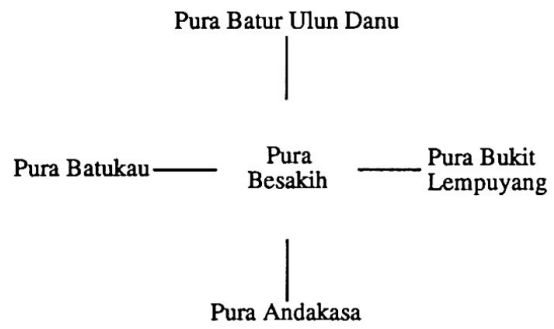 Pura Batur Ulun Danu
Pura Batukau
Pura
Besakih
Pura Bukit
Lempuyang
Pura Andakasa